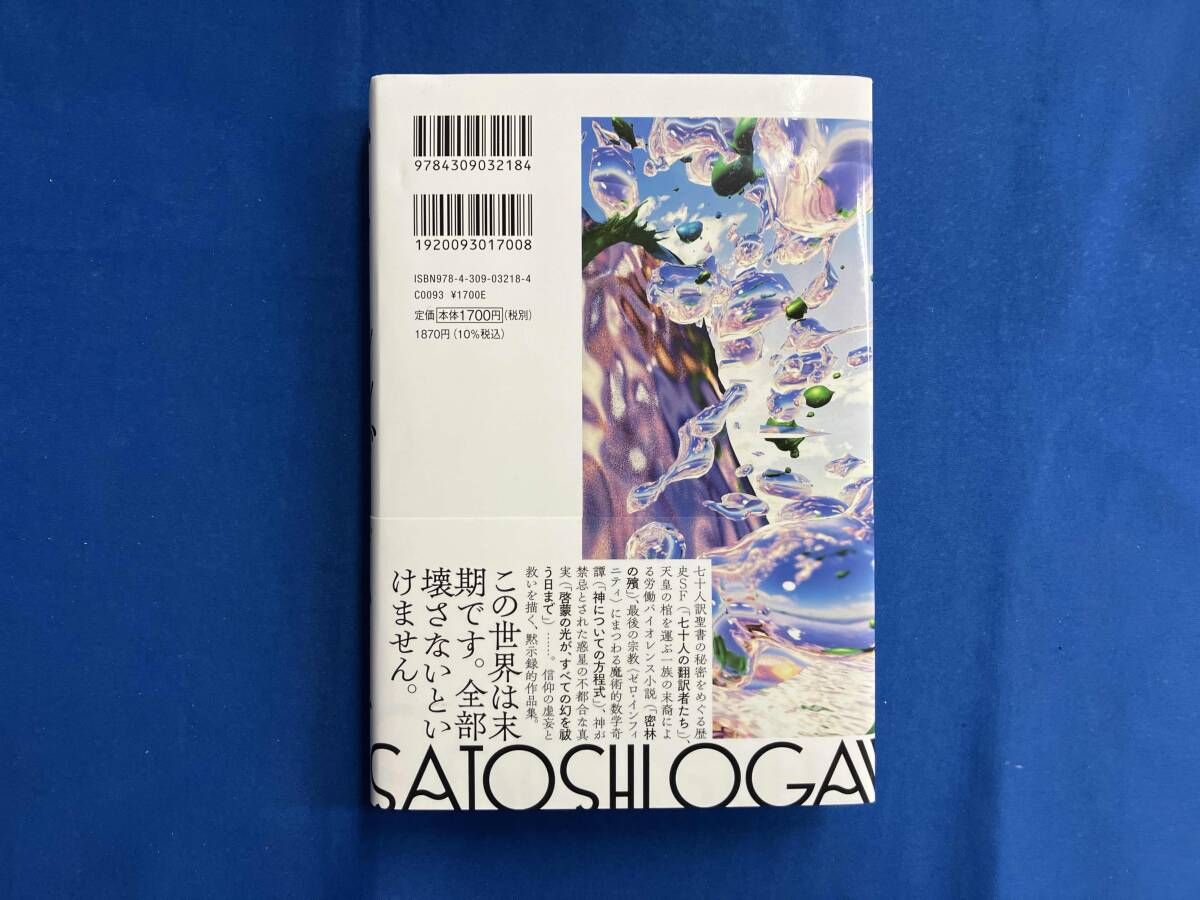 9784309032184
1920093017008
ISBN978-4-309-03218-4
C0093 ¥1700E
定価 本体1700円 (税別)
1870円 (10%税込)
七十人訳聖書の秘密をめぐる歴
史SF(「七十人の翻訳者たち」)、
天皇の棺を運ぶ一族の末裔によ
る労働バイオレンス小説(「密林
の殯」)、最後の宗教〈ゼロ・インフィ
ニティ〉にまつわる魔術的数学奇
譚(「神についての方程式」)、神が
禁忌とされた惑星の不都合な真
実(「啓蒙の光が、すべての幻を祓
う日まで」)……。信仰の虚妄と
救いを描く、黙示録的作品集。
この世界は末
期です。全部
壊さないとい
けません。
SATOSHI OGAW